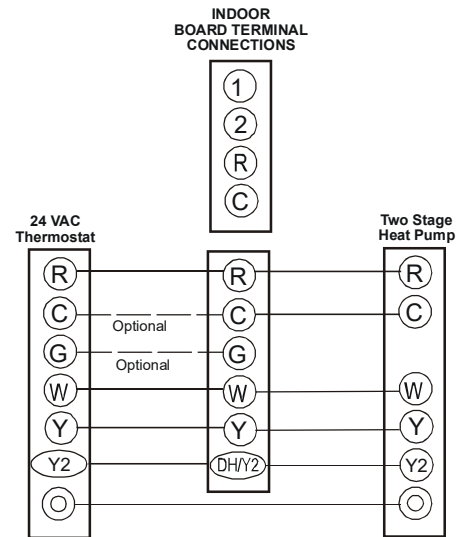 INDOOR
BOARD TERMINAL
CONNECTIONS
1
2
R
C
24 VAC
Thermostat
Two Stage
Heat Pump
R R R
C Optional C C
G Optional G
W W W
Y Y Y
Y2 DH/Y2 Y2
O O